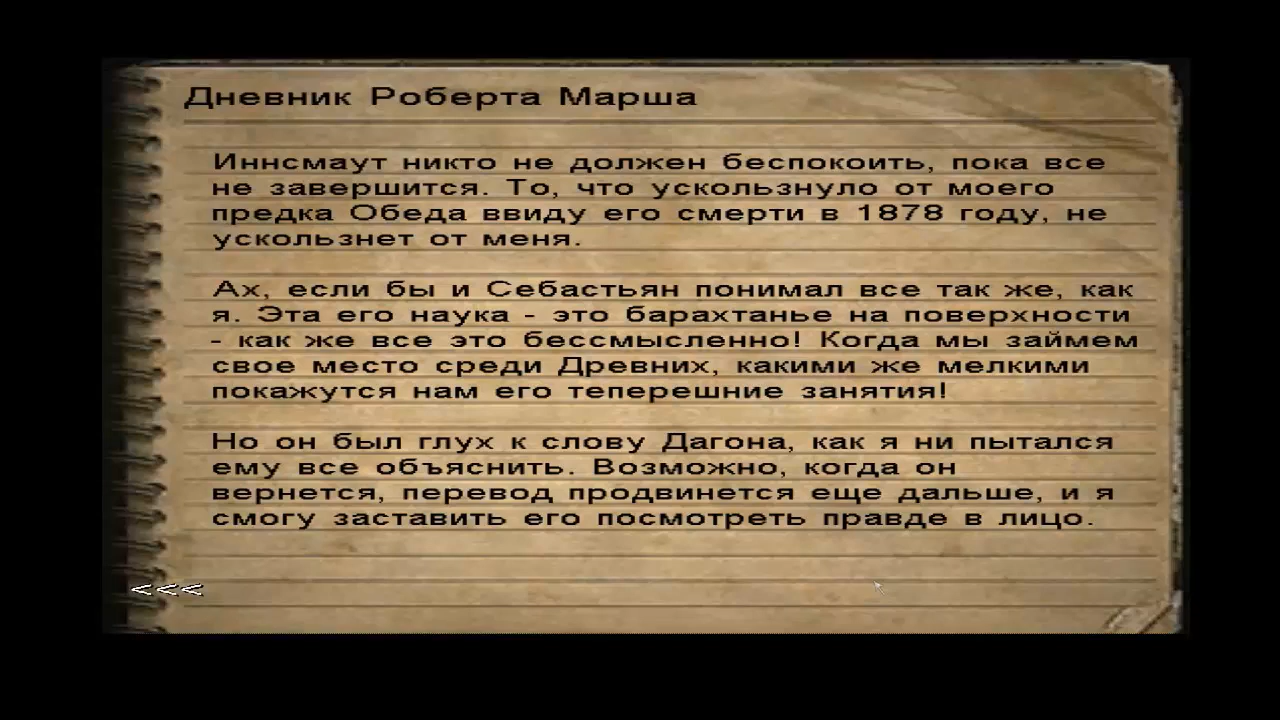 Дневник Роберта Марша
Иннсмаут никто не должен беспокоить, пока все
не завершится. То, что ускользнуло от моего
предка Обеда ввиду его смерти в 1878 году, не
ускользнет от меня.
Ах, если бы и Себастьян понимал все так же, как
я. Эта его наука - это барахтанье на поверхности
- как же все это бессмысленно! Когда мы займем
свое место среди Древних, какими же мелкими
покажутся нам его теперешние занятия!
Но он был глух к слову Дагона, как я ни пытался
ему все объяснить. Возможно, когда он
вернется, перевод продвинется еще дальше, и я
смогу заставить его посмотреть правде в лицо.
<<<